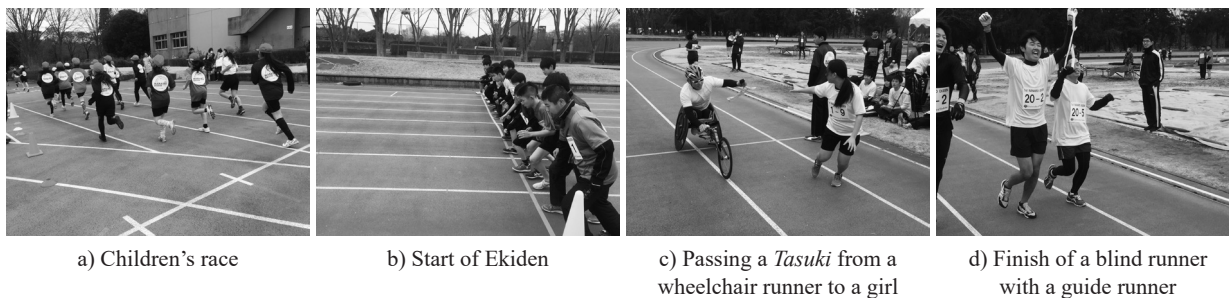 2
20-2
20-5
a) Children's race
b) Start of Ekiden
c) Passing a Tasuki from a
wheelchair runner to a girl
d) Finish of a blind runner
with a guide runner